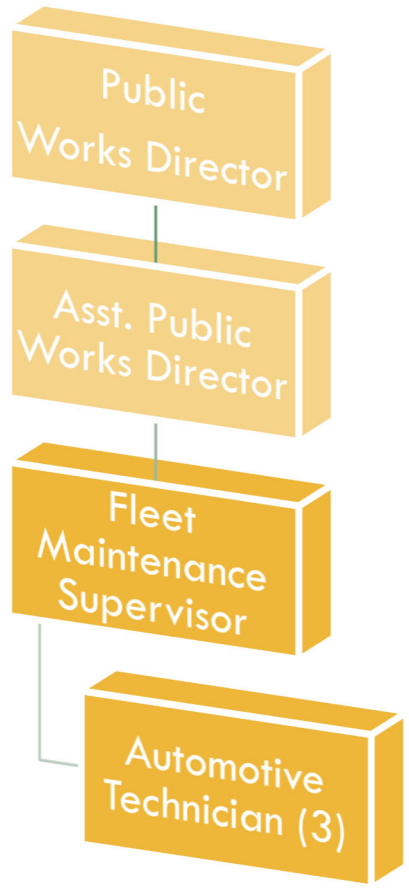 Public
Works Director
Asst. Public
Works Director
Fleet
Maintenance
Supervisor
Automotive
Technician (3)